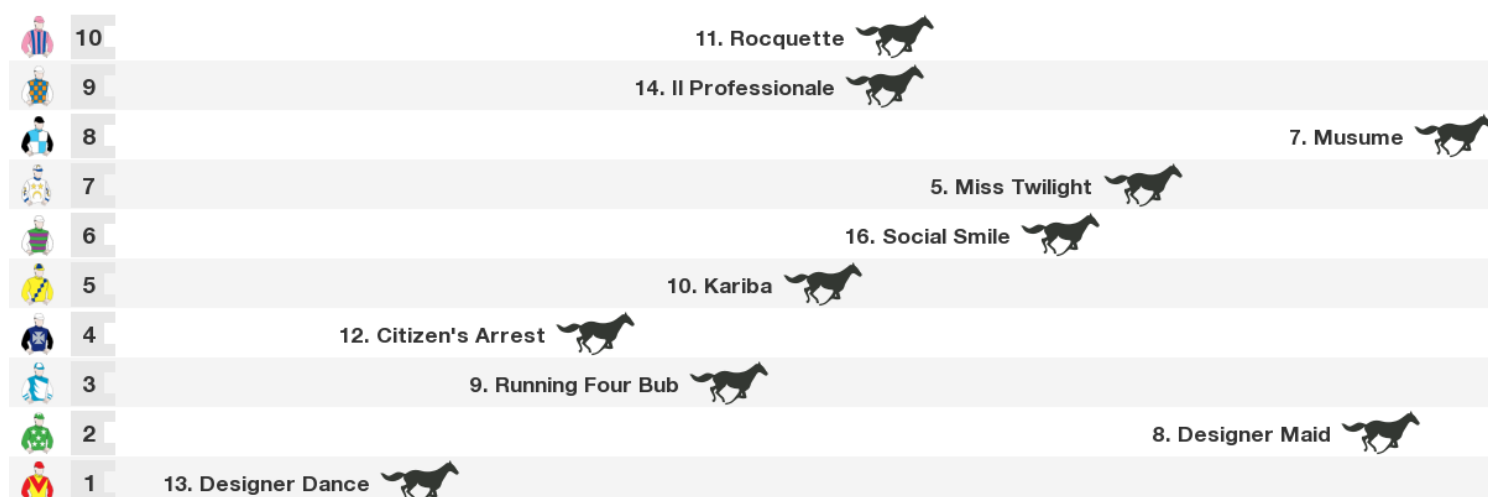 10 11. Rocquette
9 14. Il Professionale
8 7. Musume
7 5. Miss Twilight
6 16. Social Smile
5 10. Kariba
4 12. Citizen's Arrest
3 9. Running Four Bub
2 8. Designer Maid
1 13. Designer Dance